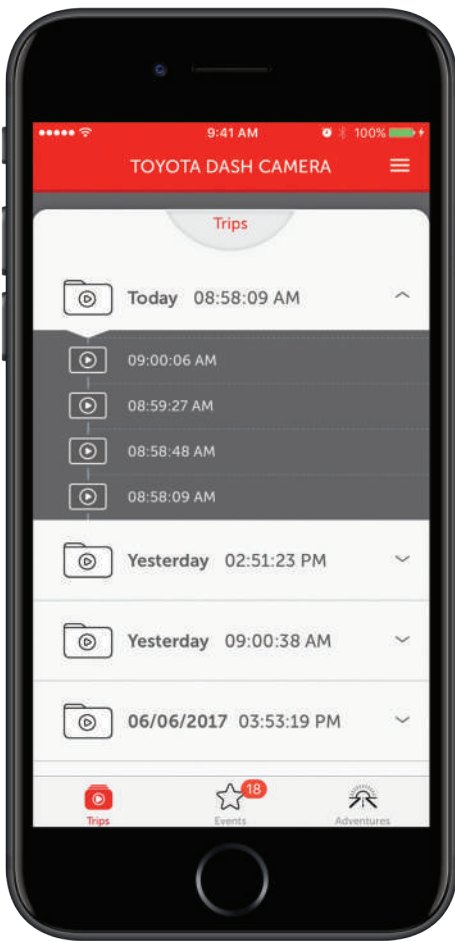 9:41 AM 100%
TOYOTA DASH CAMERA
Trips
Today 08:58:09 AM
09:00:06 AM
08:59:27 AM
08:58:48 AM
08:58:09 AM
Yesterday 02:51:23 PM
Yesterday 09:00:38 AM
06/06/2017 03:53:19 PM
18
Trips Events Adventures